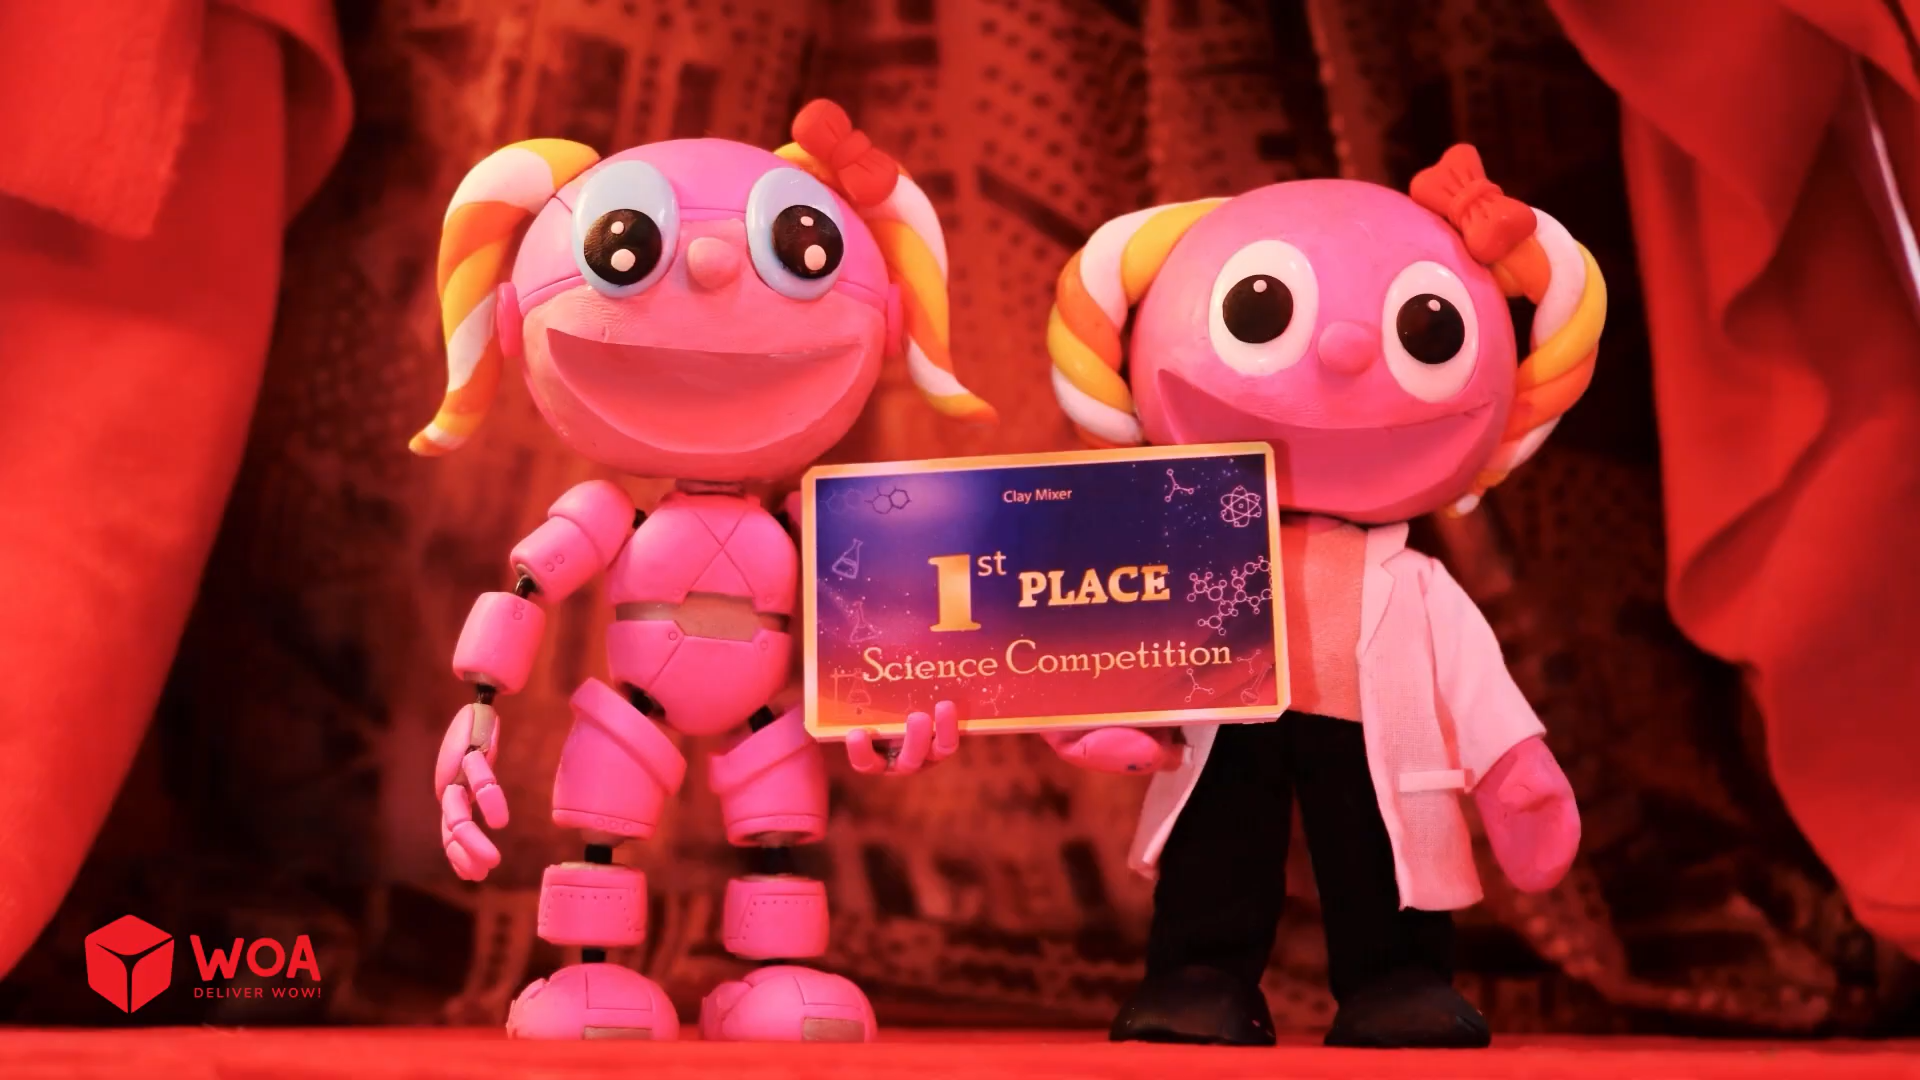 Clay Mixer
1st PLACE
Science Competition
WOA
DELIVER WOW!